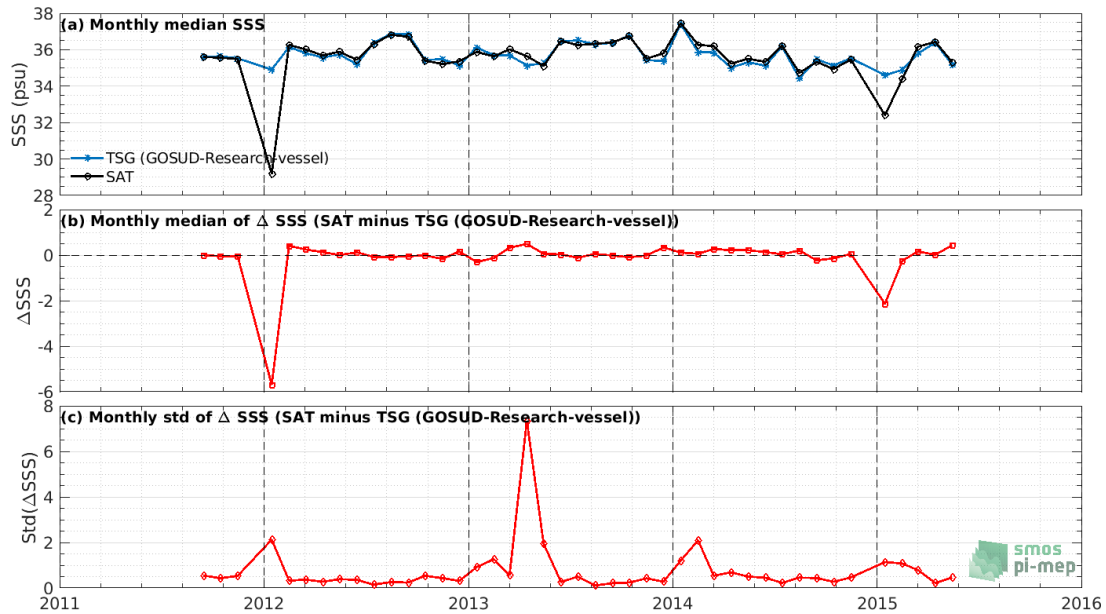 (a) Monthly median SSS
38
36
34
32
30
28
SSS (psu)
TSG (GOSUD-Research-vessel)
SAT
(b) Monthly median of Δ SSS (SAT minus TSG (GOSUD-Research-vessel))
2
0
-2
-4
-6
ΔSSS
(c) Monthly std of Δ SSS (SAT minus TSG (GOSUD-Research-vessel))
8
6
4
2
0
Std(ΔSSS)
smos
pi-mep
2011 2012 2013 2014 2015 2016